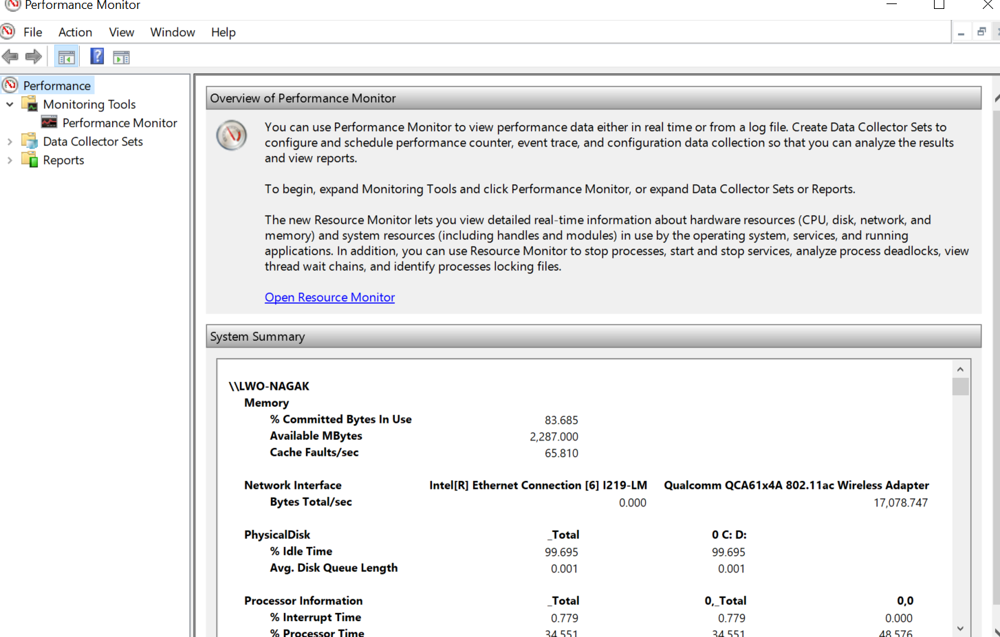 Performance Monitor
File Action View Window Help
Performance
Monitoring Tools
Performance Monitor
Data Collector Sets
Reports
Overview of Performance Monitor
You can use Performance Monitor to view performance data either in real time or from a log file. Create Data Collector Sets to
configure and schedule performance counter, event trace, and configuration data collection so that you can analyze the results
and view reports.
To begin, expand Monitoring Tools and click Performance Monitor, or expand Data Collector Sets or Reports.
The new Resource Monitor lets you view detailed real-time information about hardware resources (CPU, disk, network, and
memory) and system resources (including handles and modules) in use by the operating system, services, and running
applications. In addition, you can use Resource Monitor to stop processes, start and stop services, analyze process deadlocks, view
thread wait chains, and identify processes locking files.
Open Resource Monitor
System Summary
\\LWO-NAGAK
Memory
% Committed Bytes In Use 83.685
Available MBytes 2,287.000
Cache Faults/sec 65.810
Network Interface Intel[R] Ethernet Connection [6] I219-LM Qualcomm QCA61x4A 802.11ac Wireless Adapter
Bytes Total/sec 0.000 17,078.747
PhysicalDisk _Total 0 C: D:
% Idle Time 99.695 99.695
Avg. Disk Queue Length 0.001 0.001
Processor Information _Total 0,_Total 0,0
% Interrupt Time 0.779 0.779 0.000
% Processor Time 34.551 34.551 48.576